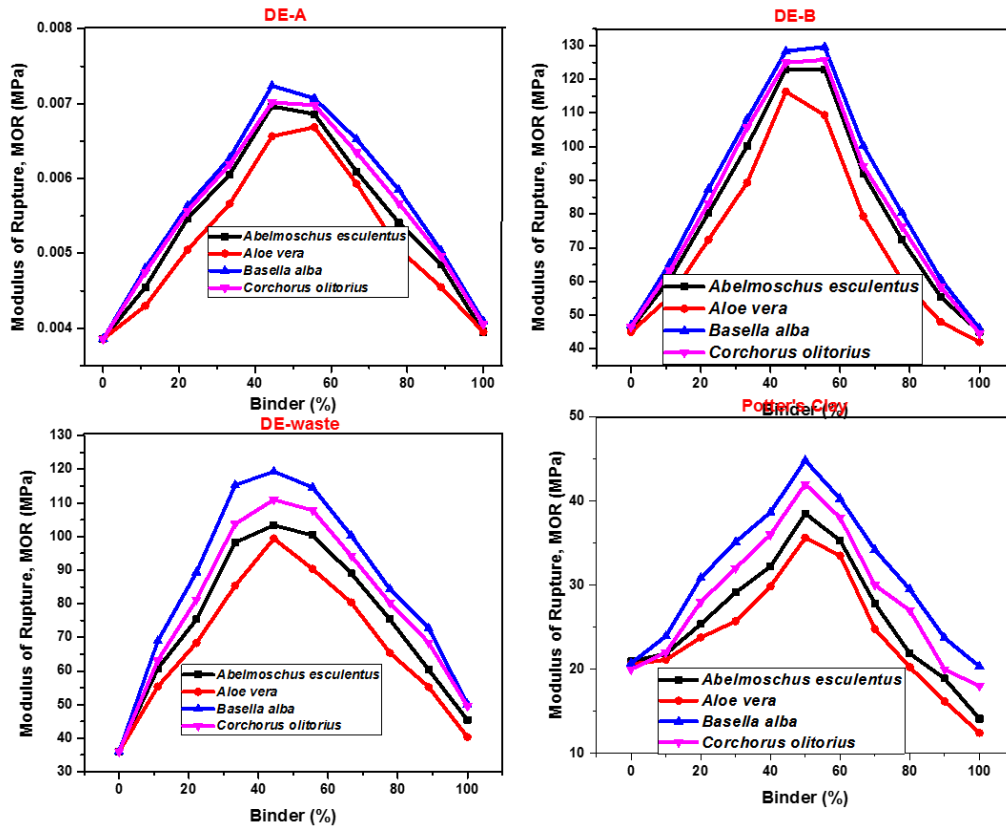 DE-A
Modulus of Rupture, MOR (MPa)
0.008
0.007
0.006
0.005
0.004
Abelmoschus esculentus
Aloe vera
Basella alba
Corchorus olitorius
0 20 40 60 80 100
Binder (%)
DE-B
Modulus of Rupture, MOR (MPa)
130
120
110
100
90
80
70
60
50
40
Abelmoschus esculentus
Aloe vera
Basella alba
Corchorus olitorius
0 20 40 60 80 100
Binder (%)
DE-waste
Modulus of Rupture, MOR (MPa)
130
120
110
100
90
80
70
60
50
40
30
Abelmoschus esculentus
Aloe vera
Basella alba
Corchorus olitorius
0 20 40 60 80 100
Binder (%)
Potter's Clay
Modulus of Rupture, MOR (MPa)
50
40
30
20
10
Abelmoschus esculentus
Aloe vera
Basella alba
Corchorus olitorius
0 20 40 60 80 100
Binder (%)